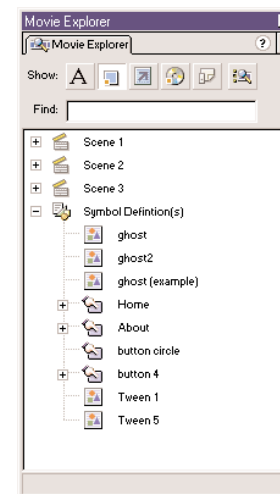 Movie Explorer
Movie Explorer ?
Show: A
Find:
Scene 1
Scene 2
Scene 3
Symbol Defintion(s)
ghost
ghost2
ghost (example)
Home
About
button circle
button 4
Tween 1
Tween 5